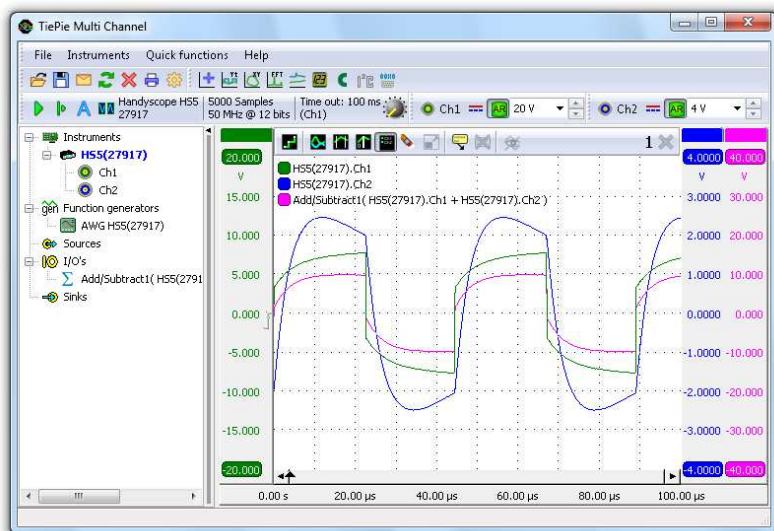 TiePie Multi Channel
File Instruments Quick functions Help
Handyscope HS5
27917
5000 Samples
50 MHz @ 12 bits
Time out: 100 ms
(Ch1)
Ch1 AR 20 V
Ch2 AR 4 V
Instruments
HS5(27917)
Ch1
Ch2
Function generators
AWG HS5(27917)
Sources
I/O's
Add/Subtract1( HS5(2791
Sinks
1
HS5(27917).Ch1
HS5(27917).Ch2
Add/Subtract1( HS5(27917).Ch1 + HS5(27917).Ch2 )
20.000
V
15.000
10.000
5.000
0.000
-5.000
-10.000
-15.000
-20.000
4.0000
V
3.0000
2.0000
1.0000
0.0000
-1.0000
-2.0000
-3.0000
-4.0000
40.000
V
30.000
20.000
10.000
0.000
-10.000
-20.000
-30.000
-40.000
0.00 s 20.00 µs 40.00 µs 60.00 µs 80.00 µs 100.00 µs